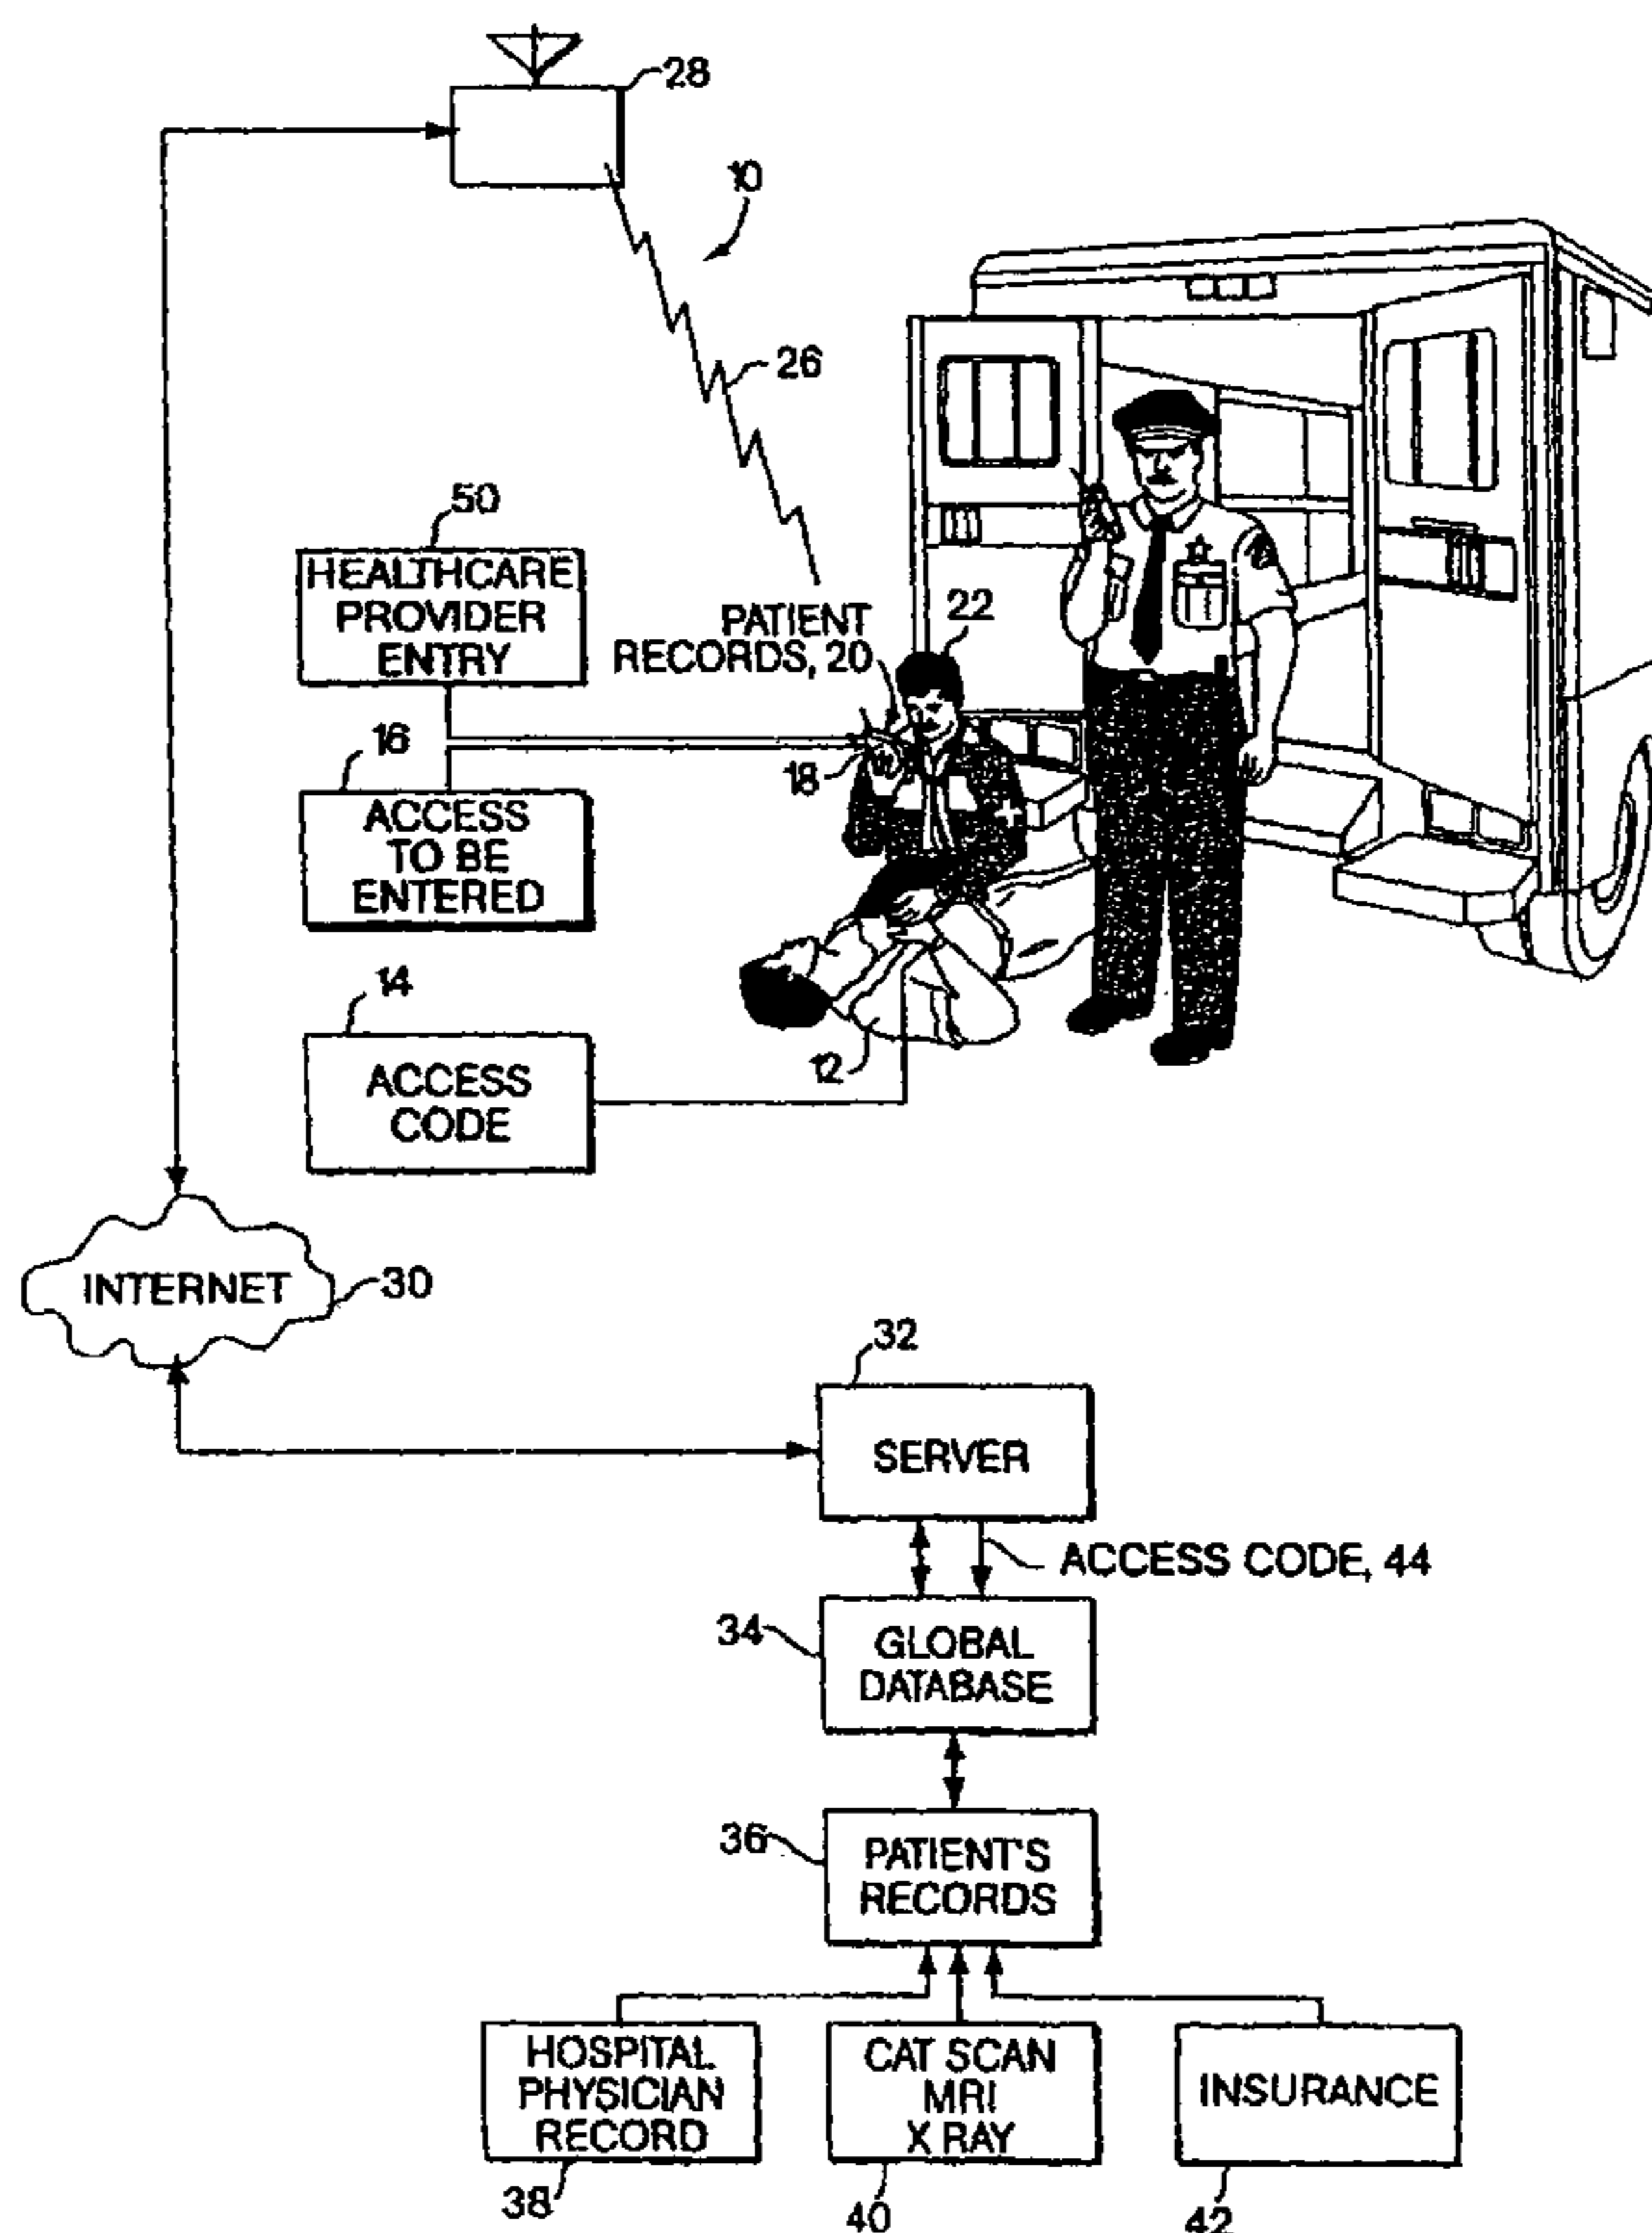 28
10
26
50
HEALTHCARE
PROVIDER
ENTRY
PATIENT
RECORDS, 20
22
16
18
ACCESS
TO BE
ENTERED
14
ACCESS
CODE
12
INTERNET
30
32
SERVER
ACCESS CODE, 44
34
GLOBAL
DATABASE
36
PATIENT'S
RECORDS
HOSPITAL
PHYSICIAN
RECORD
38
CAT SCAN
MRI
X RAY
40
INSURANCE
42